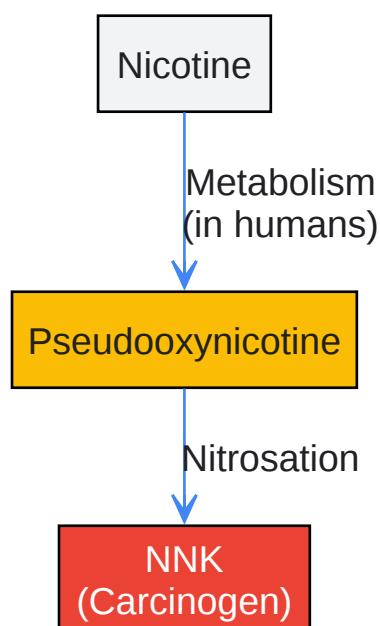 Nicotine
Metabolism
(in humans)
Pseudooxynicotine
Nitrosation
NNK
(Carcinogen)